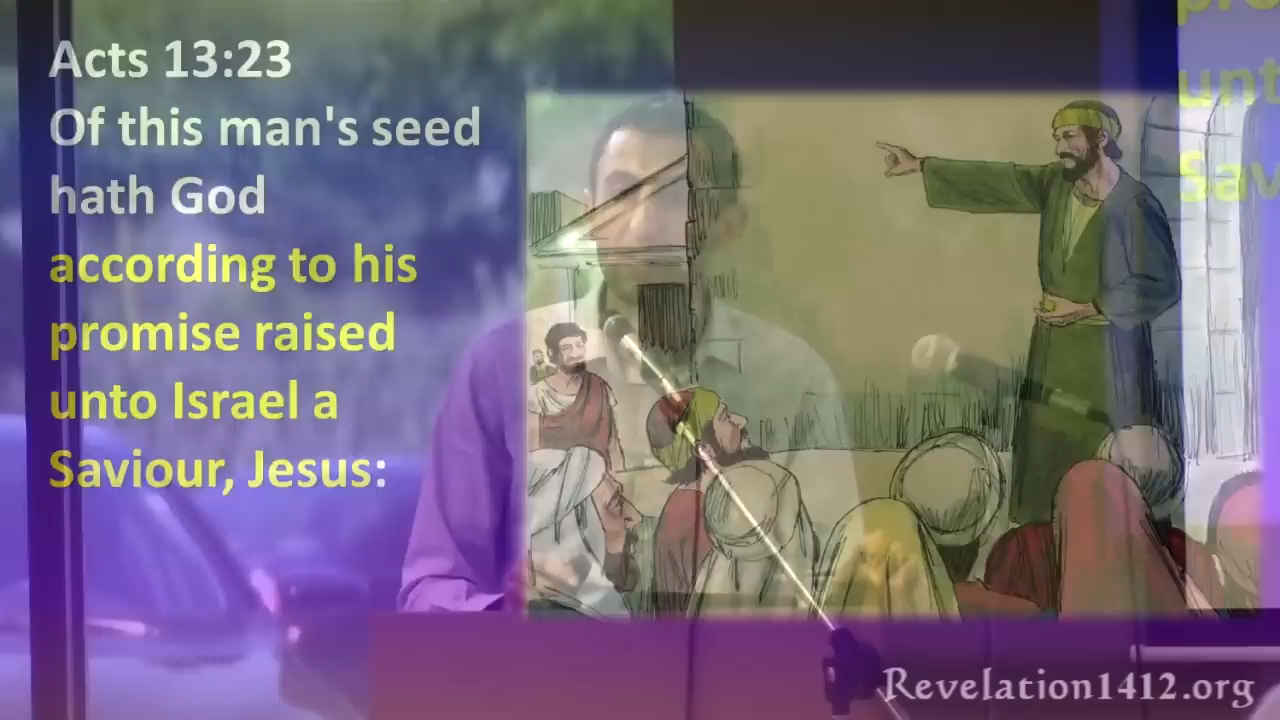 Acts 13:23
Of this man's seed
hath God
according to his
promise raised
unto Israel a
Saviour, Jesus:
Revelation1412.org